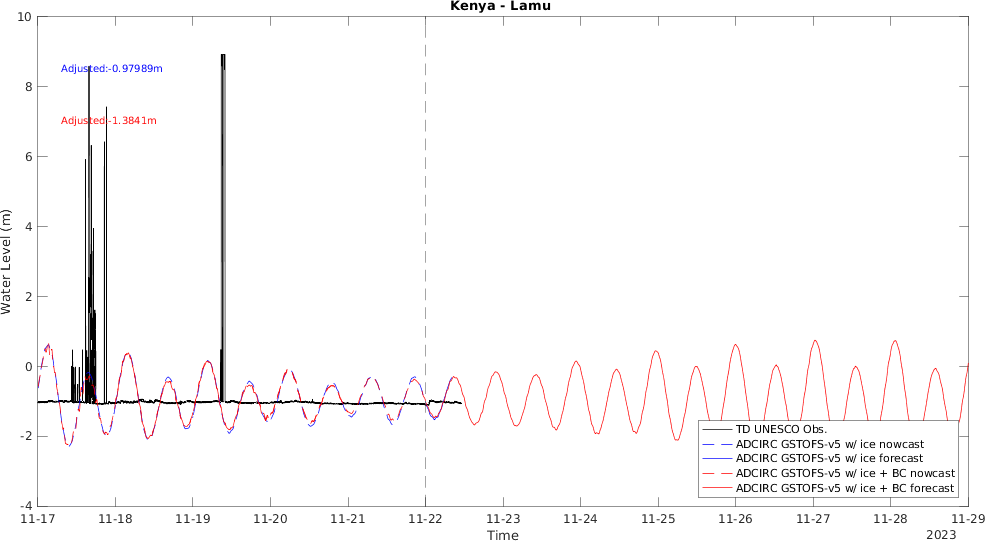 Kenya - Lamu
Adjusted:-0.97989m
Adjusted:-1.3841m
Water Level (m)
10
8
6
4
2
0
-2
-4
TD UNESCO Obs.
ADCIRC GSTOFS-v5 w/ ice nowcast
ADCIRC GSTOFS-v5 w/ ice forecast
ADCIRC GSTOFS-v5 w/ ice + BC nowcast
ADCIRC GSTOFS-v5 w/ ice + BC forecast
11-17 11-18 11-19 11-20 11-21 11-22 11-23 11-24 11-25 11-26 11-27 11-28 11-29
Time
2023